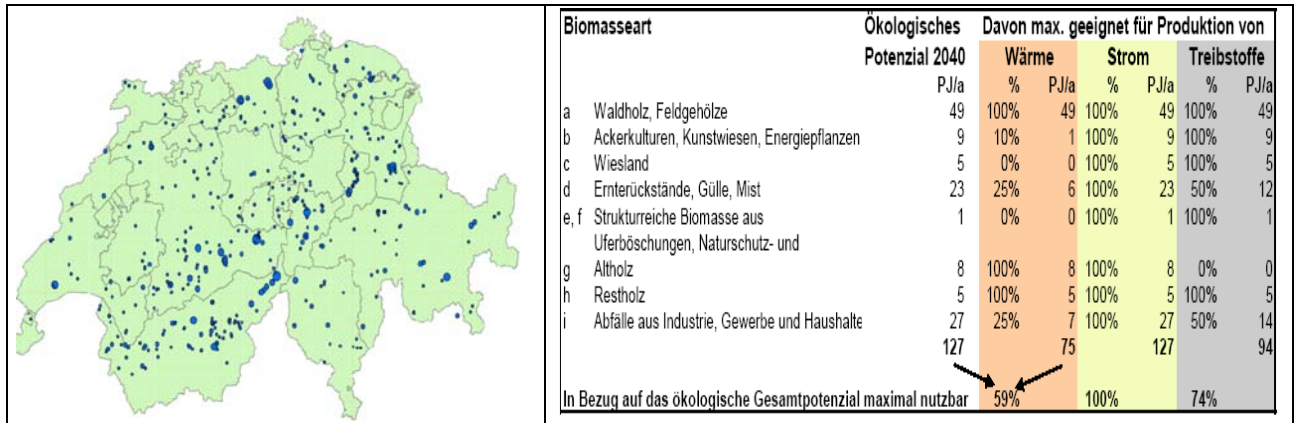 Biomasseart Ökologisches Davon max. geeignet für Produktion von
Potenzial 2040 Wärme Strom Treibstoffe
PJ/a % PJ/a % PJ/a % PJ/a
a Waldholz, Feldgehölze 49 100% 49 100% 49 100% 49
b Ackerkulturen, Kunstwiesen, Energiepflanzen 9 10% 1 100% 9 100% 9
c Wiesland 5 0% 0 100% 5 100% 5
d Ernterückstände, Gülle, Mist 23 25% 6 100% 23 50% 12
e, f Strukturreiche Biomasse aus 1 0% 0 100% 1 100% 1
Uferböschungen, Naturschutz- und
g Altholz 8 100% 8 100% 8 0% 0
h Restholz 5 100% 5 100% 5 100% 5
i Abfälle aus Industrie, Gewerbe und Haushalte 27 25% 7 100% 27 50% 14
127 75 127 94
In Bezug auf das ökologische Gesamtpotenzial maximal nutzbar 59% 100% 74%